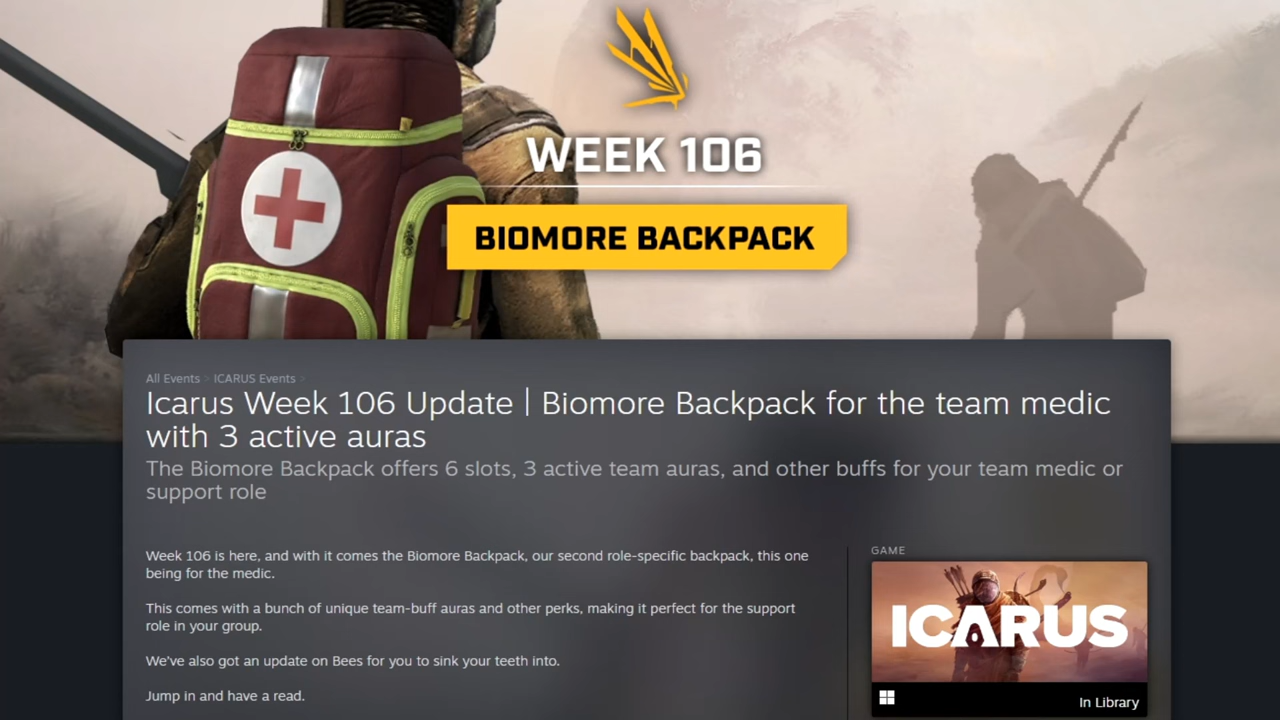 WEEK 106
BIOMORE BACKPACK
All Events > ICARUS Events >
Icarus Week 106 Update | Biomore Backpack for the team medic
with 3 active auras
The Biomore Backpack offers 6 slots, 3 active team auras, and other buffs for your team medic or
support role
Week 106 is here, and with it comes the Biomore Backpack, our second role-specific backpack, this one
being for the medic.
This comes with a bunch of unique team-buff auras and other perks, making it perfect for the support
role in your group.
We've also got an update on Bees for you to sink your teeth into.
Jump in and have a read.
GAME
ICARUS
In Library